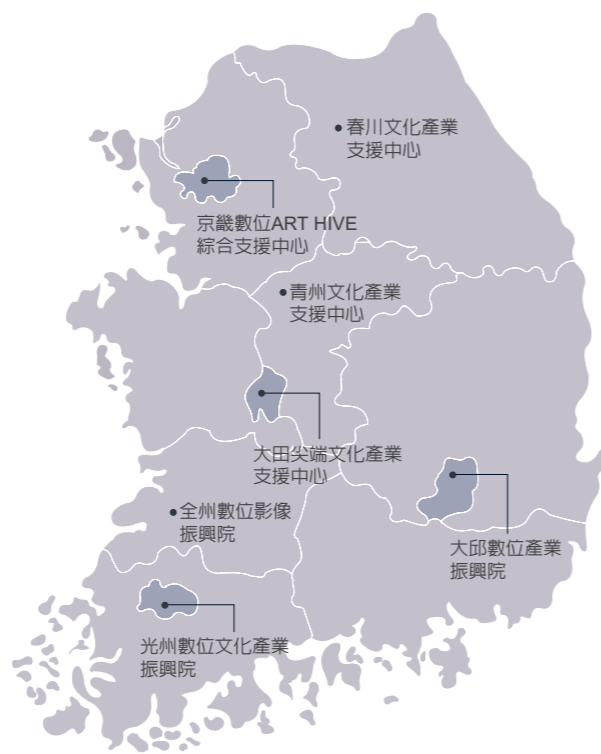 春川文化產業
支援中心
京畿數位ART HIVE
綜合支援中心
青州文化產業
支援中心
大田尖端文化產業
支援中心
全州數位影像
振興院
大邱數位產業
振興院
光州數位文化產業
振興院